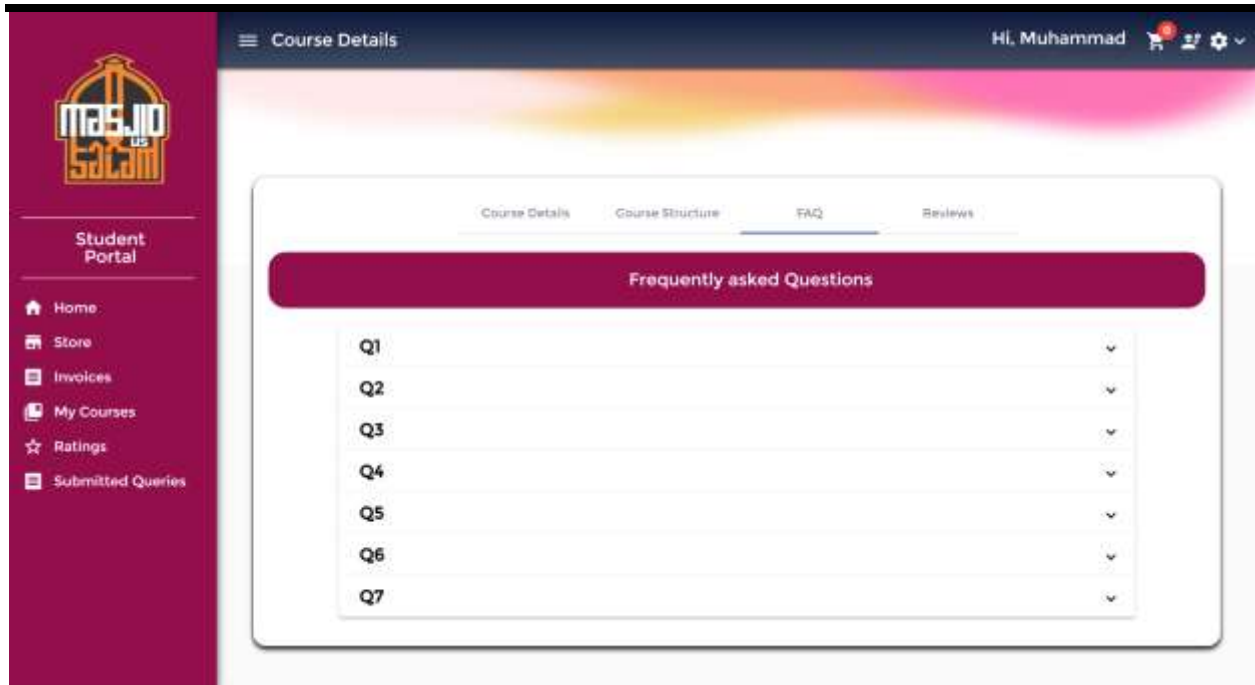 Course Details
Hi, Muhammad
0
MASJID
US
SALAM
Student
Portal
Home
Store
Invoices
My Courses
Ratings
Submitted Queries
Course Details
Course Structure
FAQ
Reviews
Frequently asked Questions
Q1
Q2
Q3
Q4
Q5
Q6
Q7